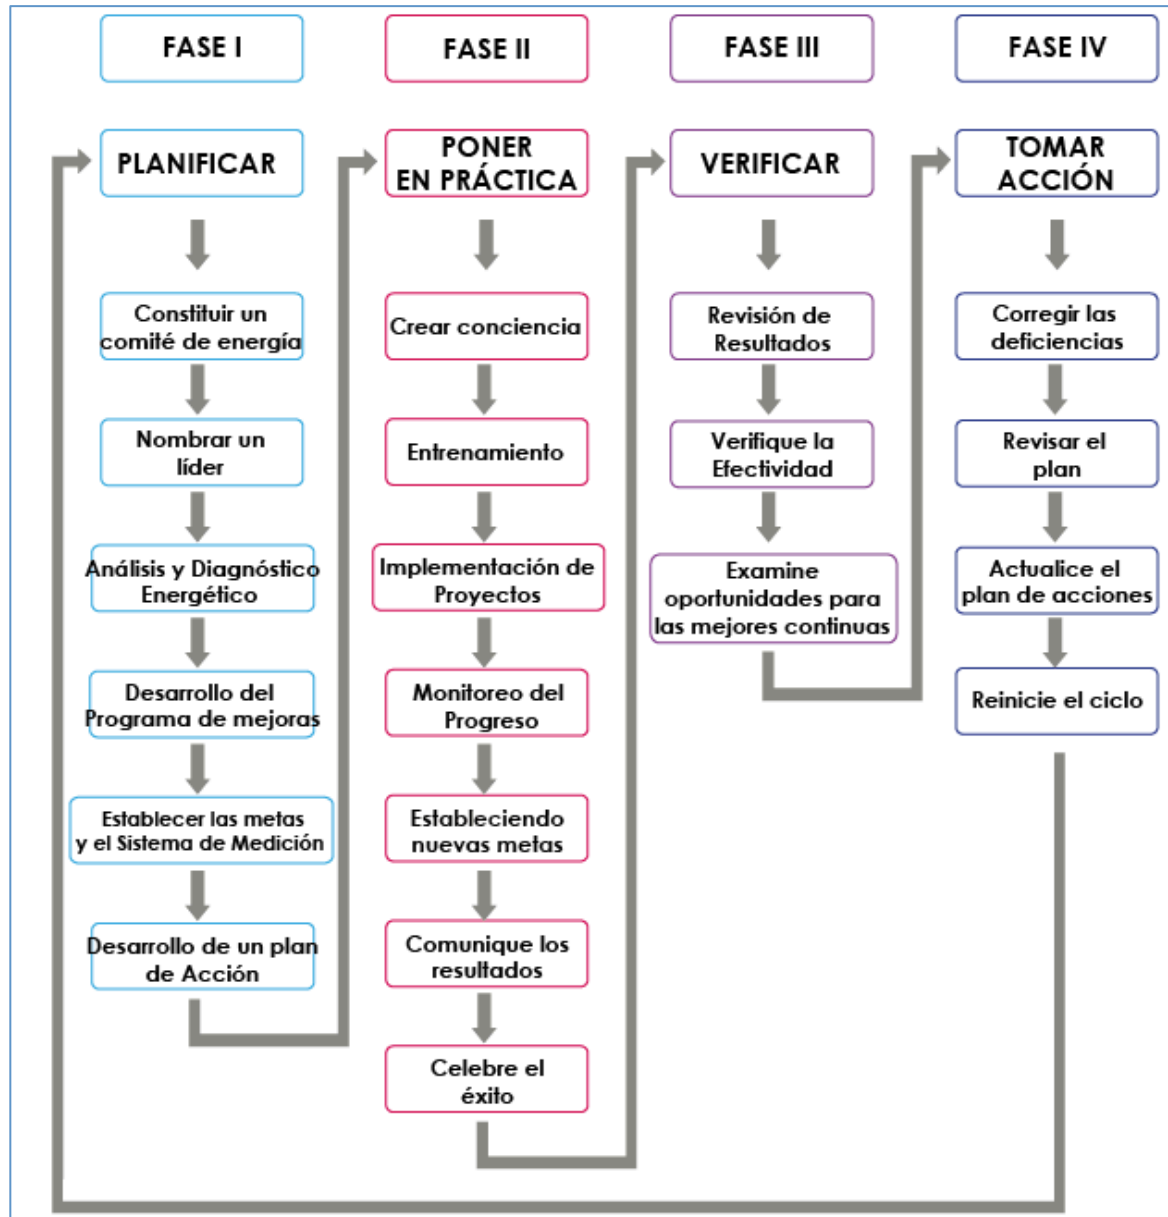 FASE I
PLANIFICAR
Constituir un
comité de energía
Nombrar un
líder
Análisis y Diagnóstico
Energético
Desarrollo del
Programa de mejoras
Establecer las metas
y el Sistema de Medición
Desarrollo de un plan
de Acción
FASE II
PONER
EN PRÁCTICA
Crear conciencia
Entrenamiento
Implementación de
Proyectos
Monitoreo del
Progreso
Estableciendo
nuevas metas
Comunique los
resultados
Celebre el
éxito
FASE III
VERIFICAR
Revisión de
Resultados
Verifique la
Efectividad
Examine
oportunidades para
las mejores continuas
FASE IV
TOMAR
ACCIÓN
Corregir las
deficiencias
Revisar el
plan
Actualice el
plan de acciones
Reinicie el ciclo